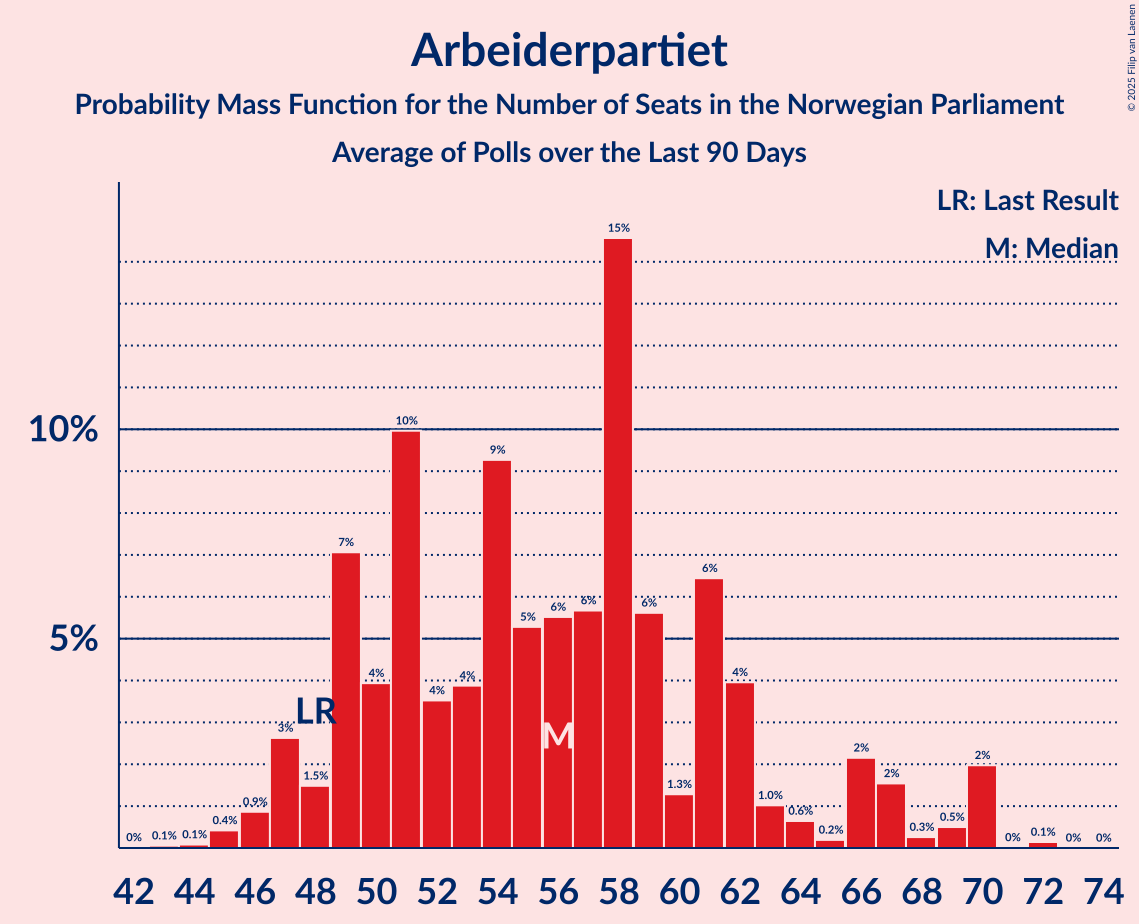 Arbeiderpartiet
Probability Mass Function for the Number of Seats in the Norwegian Parliament
Average of Polls over the Last 90 Days
© 2025 Filip van Laenen
LR: Last Result
M: Median
10%
5%
0% 0.1% 0.1% 0.4% 0.9% 3% 1.5% 7% 4% 10% 4% 4% 9% 5% 6% 6% 15% 6% 1.3% 6% 4% 1.0% 0.6% 0.2% 2% 2% 0.3% 0.5% 2% 0% 0.1% 0% 0%
LR
M
42 44 46 48 50 52 54 56 58 60 62 64 66 68 70 72 74